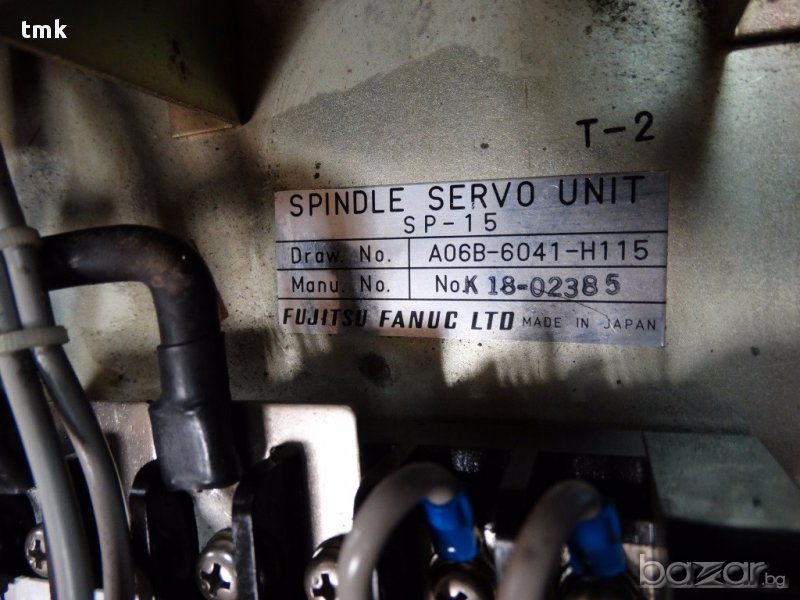 tmk
T-2
SPINDLE SERVO UNIT
SP-15
Draw. No. A06B-6041-H115
Manu. No. No.K 18-02385
FUJITSU FANUC LTD MADE IN JAPAN
bazar.bg